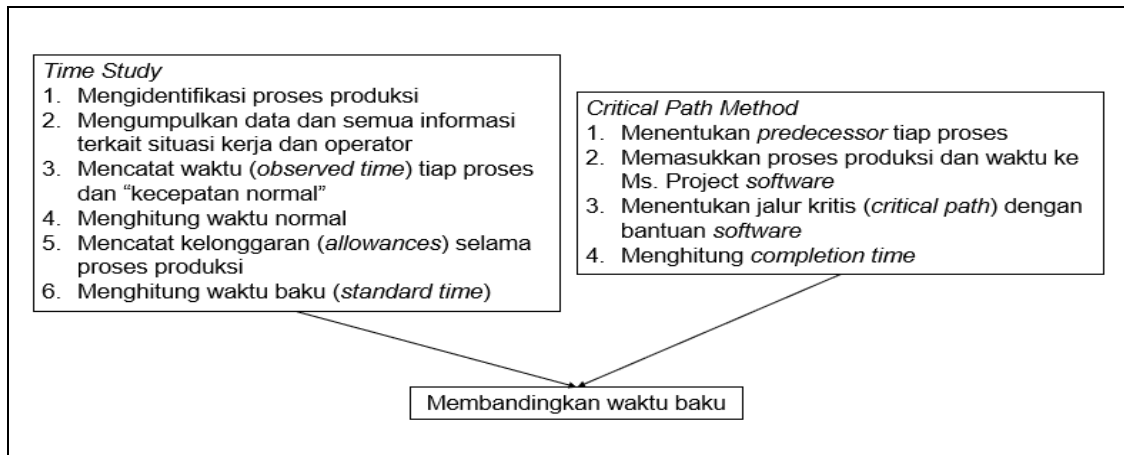 Time Study
1. Mengidentifikasi proses produksi
2. Mengumpulkan data dan semua informasi
terkait situasi kerja dan operator
3. Mencatat waktu (observed time) tiap proses
dan “kecepatan normal”
4. Menghitung waktu normal
5. Mencatat kelonggaran (allowances) selama
proses produksi
6. Menghitung waktu baku (standard time)
Critical Path Method
1. Menentukan predecessor tiap proses
2. Memasukkan proses produksi dan waktu ke
Ms. Project software
3. Menentukan jalur kritis (critical path) dengan
bantuan software
4. Menghitung completion time
Membandingkan waktu baku